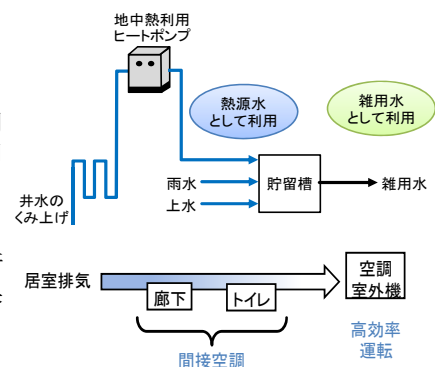 地中熱利用
ヒートポンプ
熱源水
として利用
雑用水
として利用
井水の
くみ上げ
雨水
上水
貯留槽
雑用水
居室排気
廊下
トイレ
空調
室外機
間接空調
高効率
運転